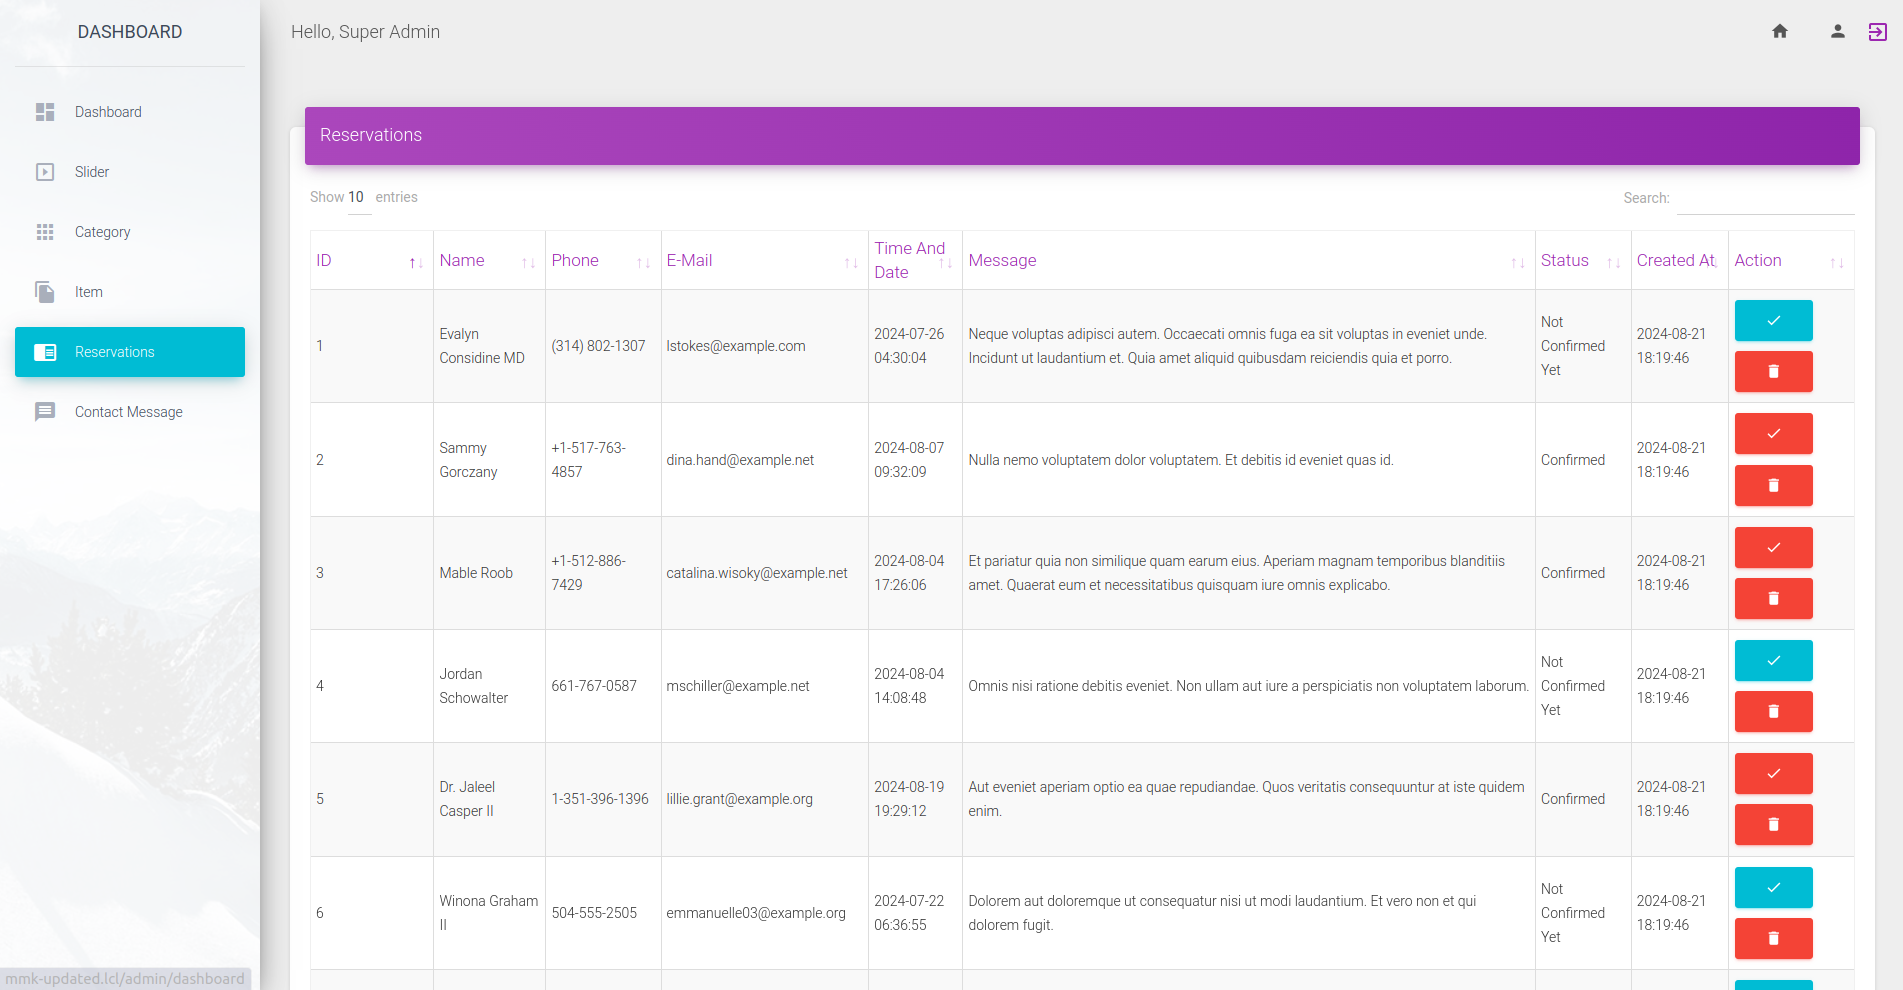 DASHBOARD
Hello, Super Admin
Dashboard
Slider
Category
Item
Reservations
Contact Message
Reservations
Show 10 entries
Search:
ID Name Phone E-Mail Time And Date Message Status Created At Action
1 Evalyn Considine MD (314) 802-1307 lstokes@example.com 2024-07-26 04:30:04 Neque voluptas adipisci autem. Occaecati omnis fuga ea sit voluptas in eveniet unde. Incidunt ut laudantium et. Quia amet aliquid quibusdam reiciendis quia et porro. Not Confirmed Yet 2024-08-21 18:19:46
2 Sammy Gorczany +1-517-763-4857 dina.hand@example.net 2024-08-07 09:32:09 Nulla nemo voluptatem dolor voluptatem. Et debitis id eveniet quas id. Confirmed 2024-08-21 18:19:46
3 Mable Roob +1-512-886-7429 catalina.wisoky@example.net 2024-08-04 17:26:06 Et pariatur quia non similique quam earum eius. Aperiam magnam temporibus blanditiis amet. Quaerat eum et necessitatibus quisquam iure omnis explicabo. Confirmed 2024-08-21 18:19:46
4 Jordan Schowalter 661-767-0587 mschiller@example.net 2024-08-04 14:08:48 Omnis nisi ratione debitis eveniet. Non ullam aut iure a perspiciatis non voluptatem laborum. Not Confirmed Yet 2024-08-21 18:19:46
5 Dr. Jaleel Casper II 1-351-396-1396 lillie.grant@example.org 2024-08-19 19:29:12 Aut eveniet aperiam optio ea quae repudiandae. Quos veritatis consequuntur at iste quidem enim. Confirmed 2024-08-21 18:19:46
6 Winona Graham II 504-555-2505 emmanuelle03@example.org 2024-07-22 06:36:55 Dolorem aut doloremque ut consequatur nisi ut modi laudantium. Et vero non et qui dolorem fugit. Not Confirmed Yet 2024-08-21 18:19:46
mmk-updated.lcl/admin/dashboard